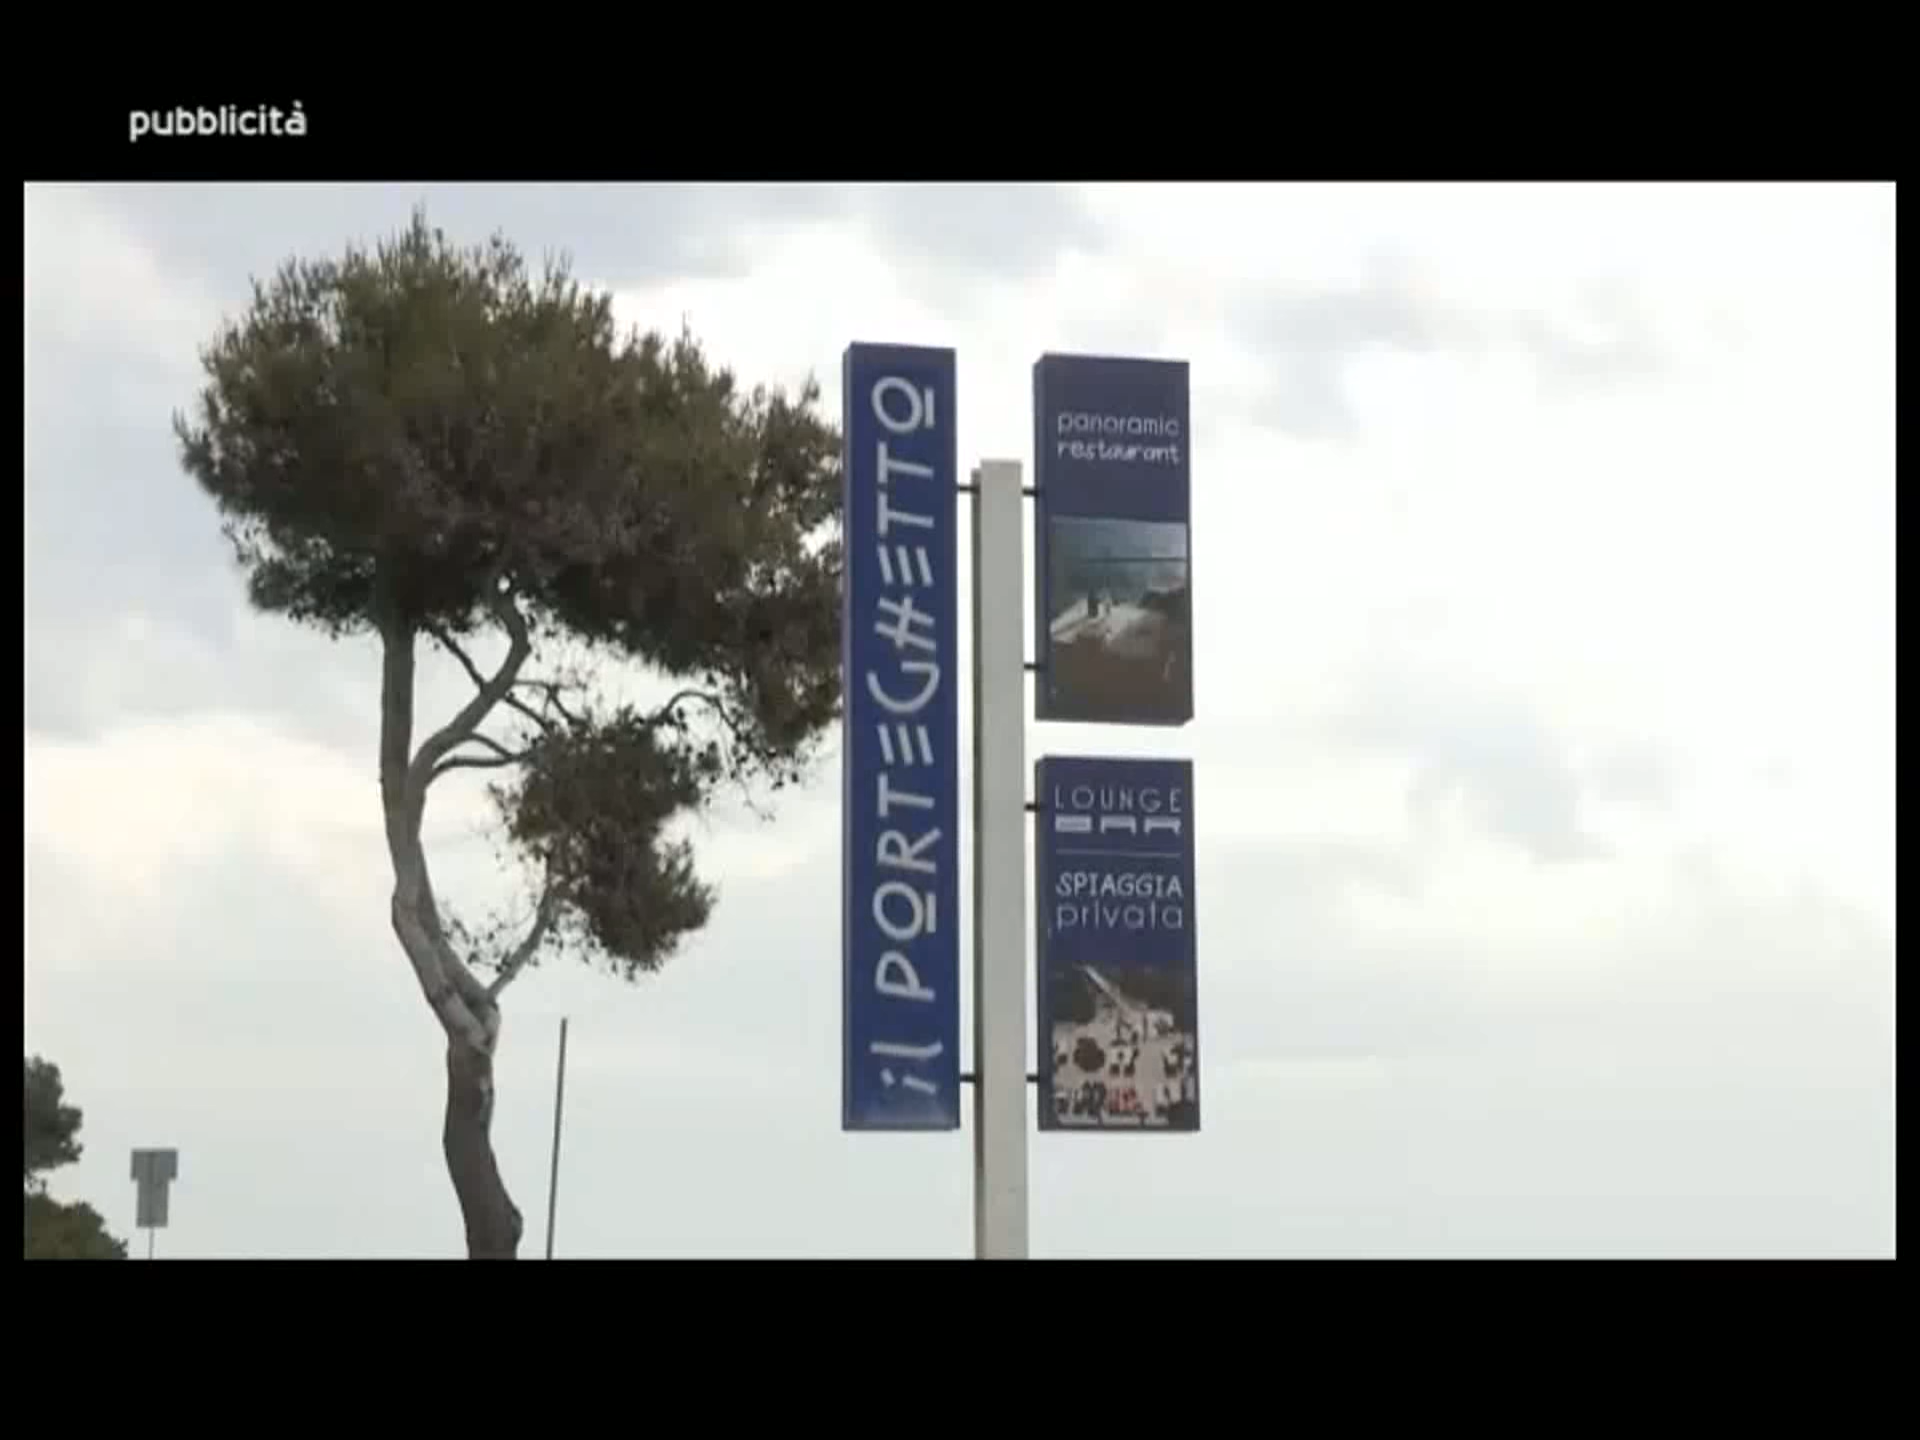 pubblicità
il PORTEGHETTO
panoramic
restaurant
LOUNGE
BAR
SPIAGGIA
privata